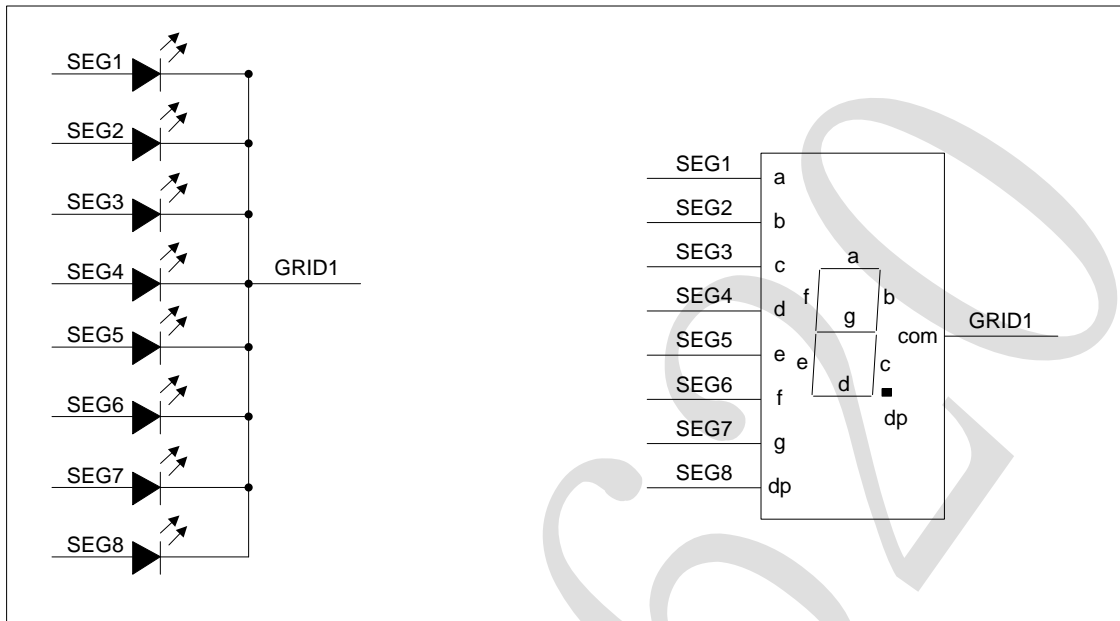 SEG1
SEG2
SEG3
SEG4
GRID1
SEG5
SEG6
SEG7
SEG8
SEG1
a
SEG2
b
SEG3
c
a
SEG4
d
f
b
g
GRID1
com
SEG5
e
e
c
d
SEG6
f
dp
SEG7
g
SEG8
dp
620